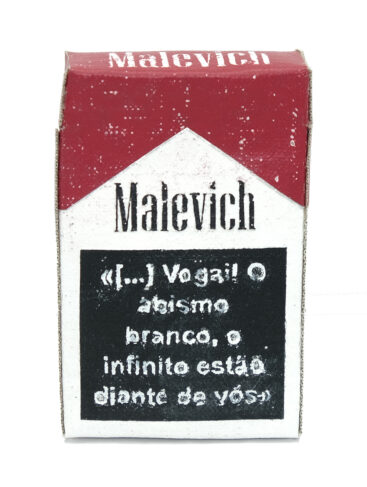 Malevich
Malevich
«[...] Vogai! O
abismo
branco, o
infinito estão
diante de vós»